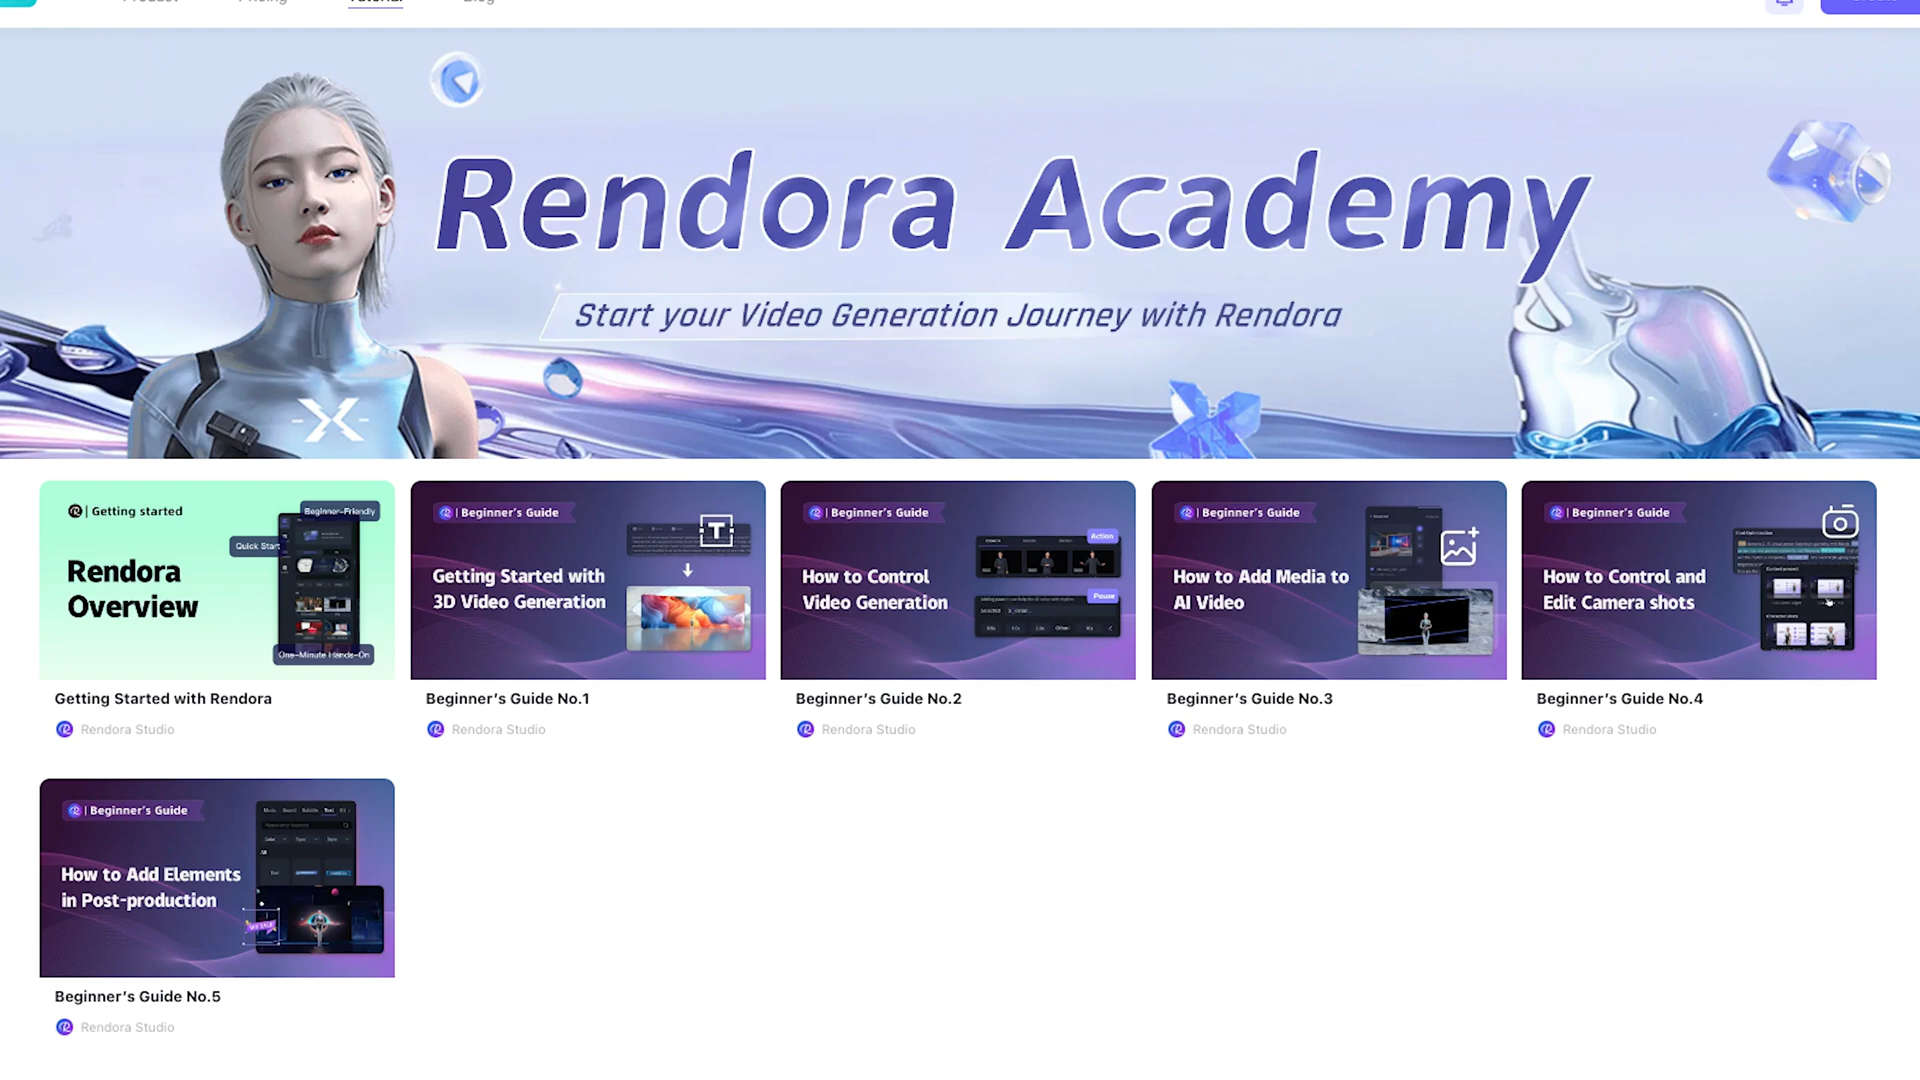 Product Pricing Tutorial Blog
Rendora Academy
Start your Video Generation Journey with Rendora
Getting started
Beginner-Friendly
Quick Start
Rendora
Overview
One-Minute Hands-On
Getting Started with Rendora
Rendora Studio
Beginner's Guide
Getting Started with
3D Video Generation
T
Beginner's Guide No.1
Rendora Studio
Beginner's Guide
How to Control
Video Generation
Action
Pause
Beginner's Guide No.2
Rendora Studio
Beginner's Guide
How to Add Media to
AI Video
Beginner's Guide No.3
Rendora Studio
Beginner's Guide
How to Control and
Edit Camera shots
Beginner's Guide No.4
Rendora Studio
Beginner's Guide
How to Add Elements
in Post-production
Beginner's Guide No.5
Rendora Studio